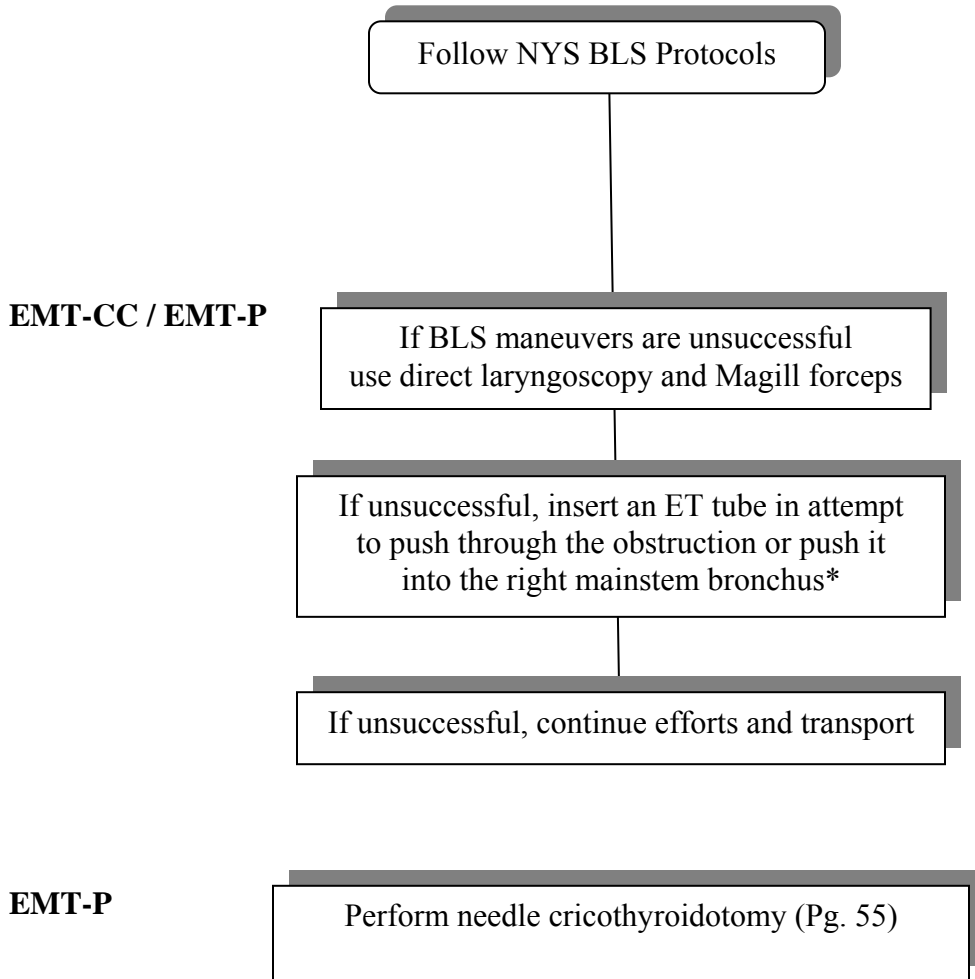 Follow NYS BLS Protocols
EMT-CC / EMT-P
If BLS maneuvers are unsuccessful
use direct laryngoscopy and Magill forceps
If unsuccessful, insert an ET tube in attempt
to push through the obstruction or push it
into the right mainstem bronchus*
If unsuccessful, continue efforts and transport
EMT-P
Perform needle cricothyroidotomy (Pg. 55)